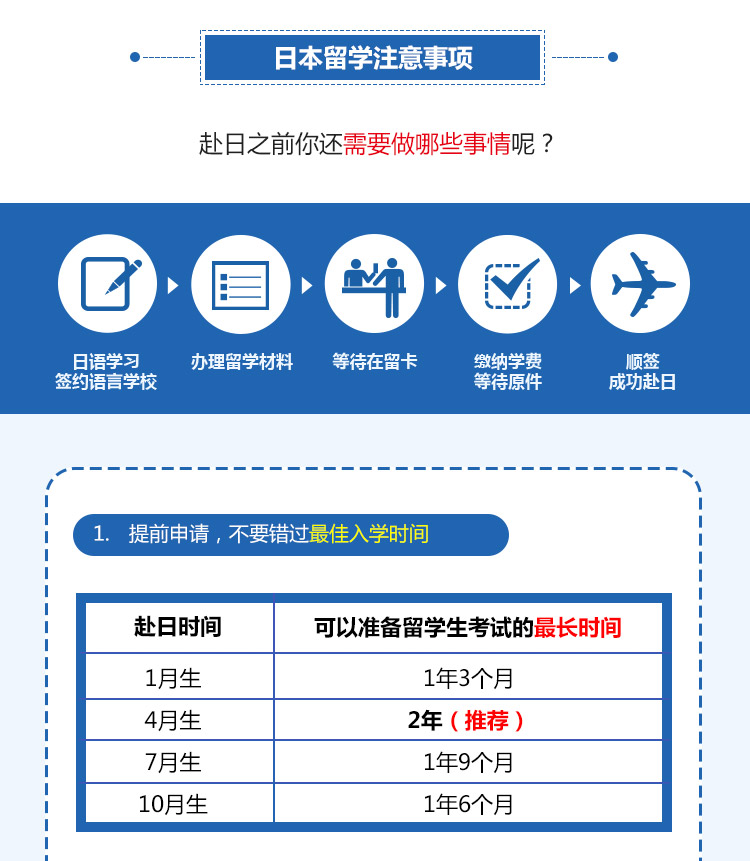 日本留学注意事项
赴日之前你还需要做哪些事情呢？
日语学习
签约语言学校
办理留学材料
等待在留卡
缴纳学费
等待原件
顺签
成功赴日
1. 提前申请，不要错过最佳入学时间
赴日时间 可以准备留学生考试的最长时间
1月生 1年3个月
4月生 2年（推荐）
7月生 1年9个月
10月生 1年6个月